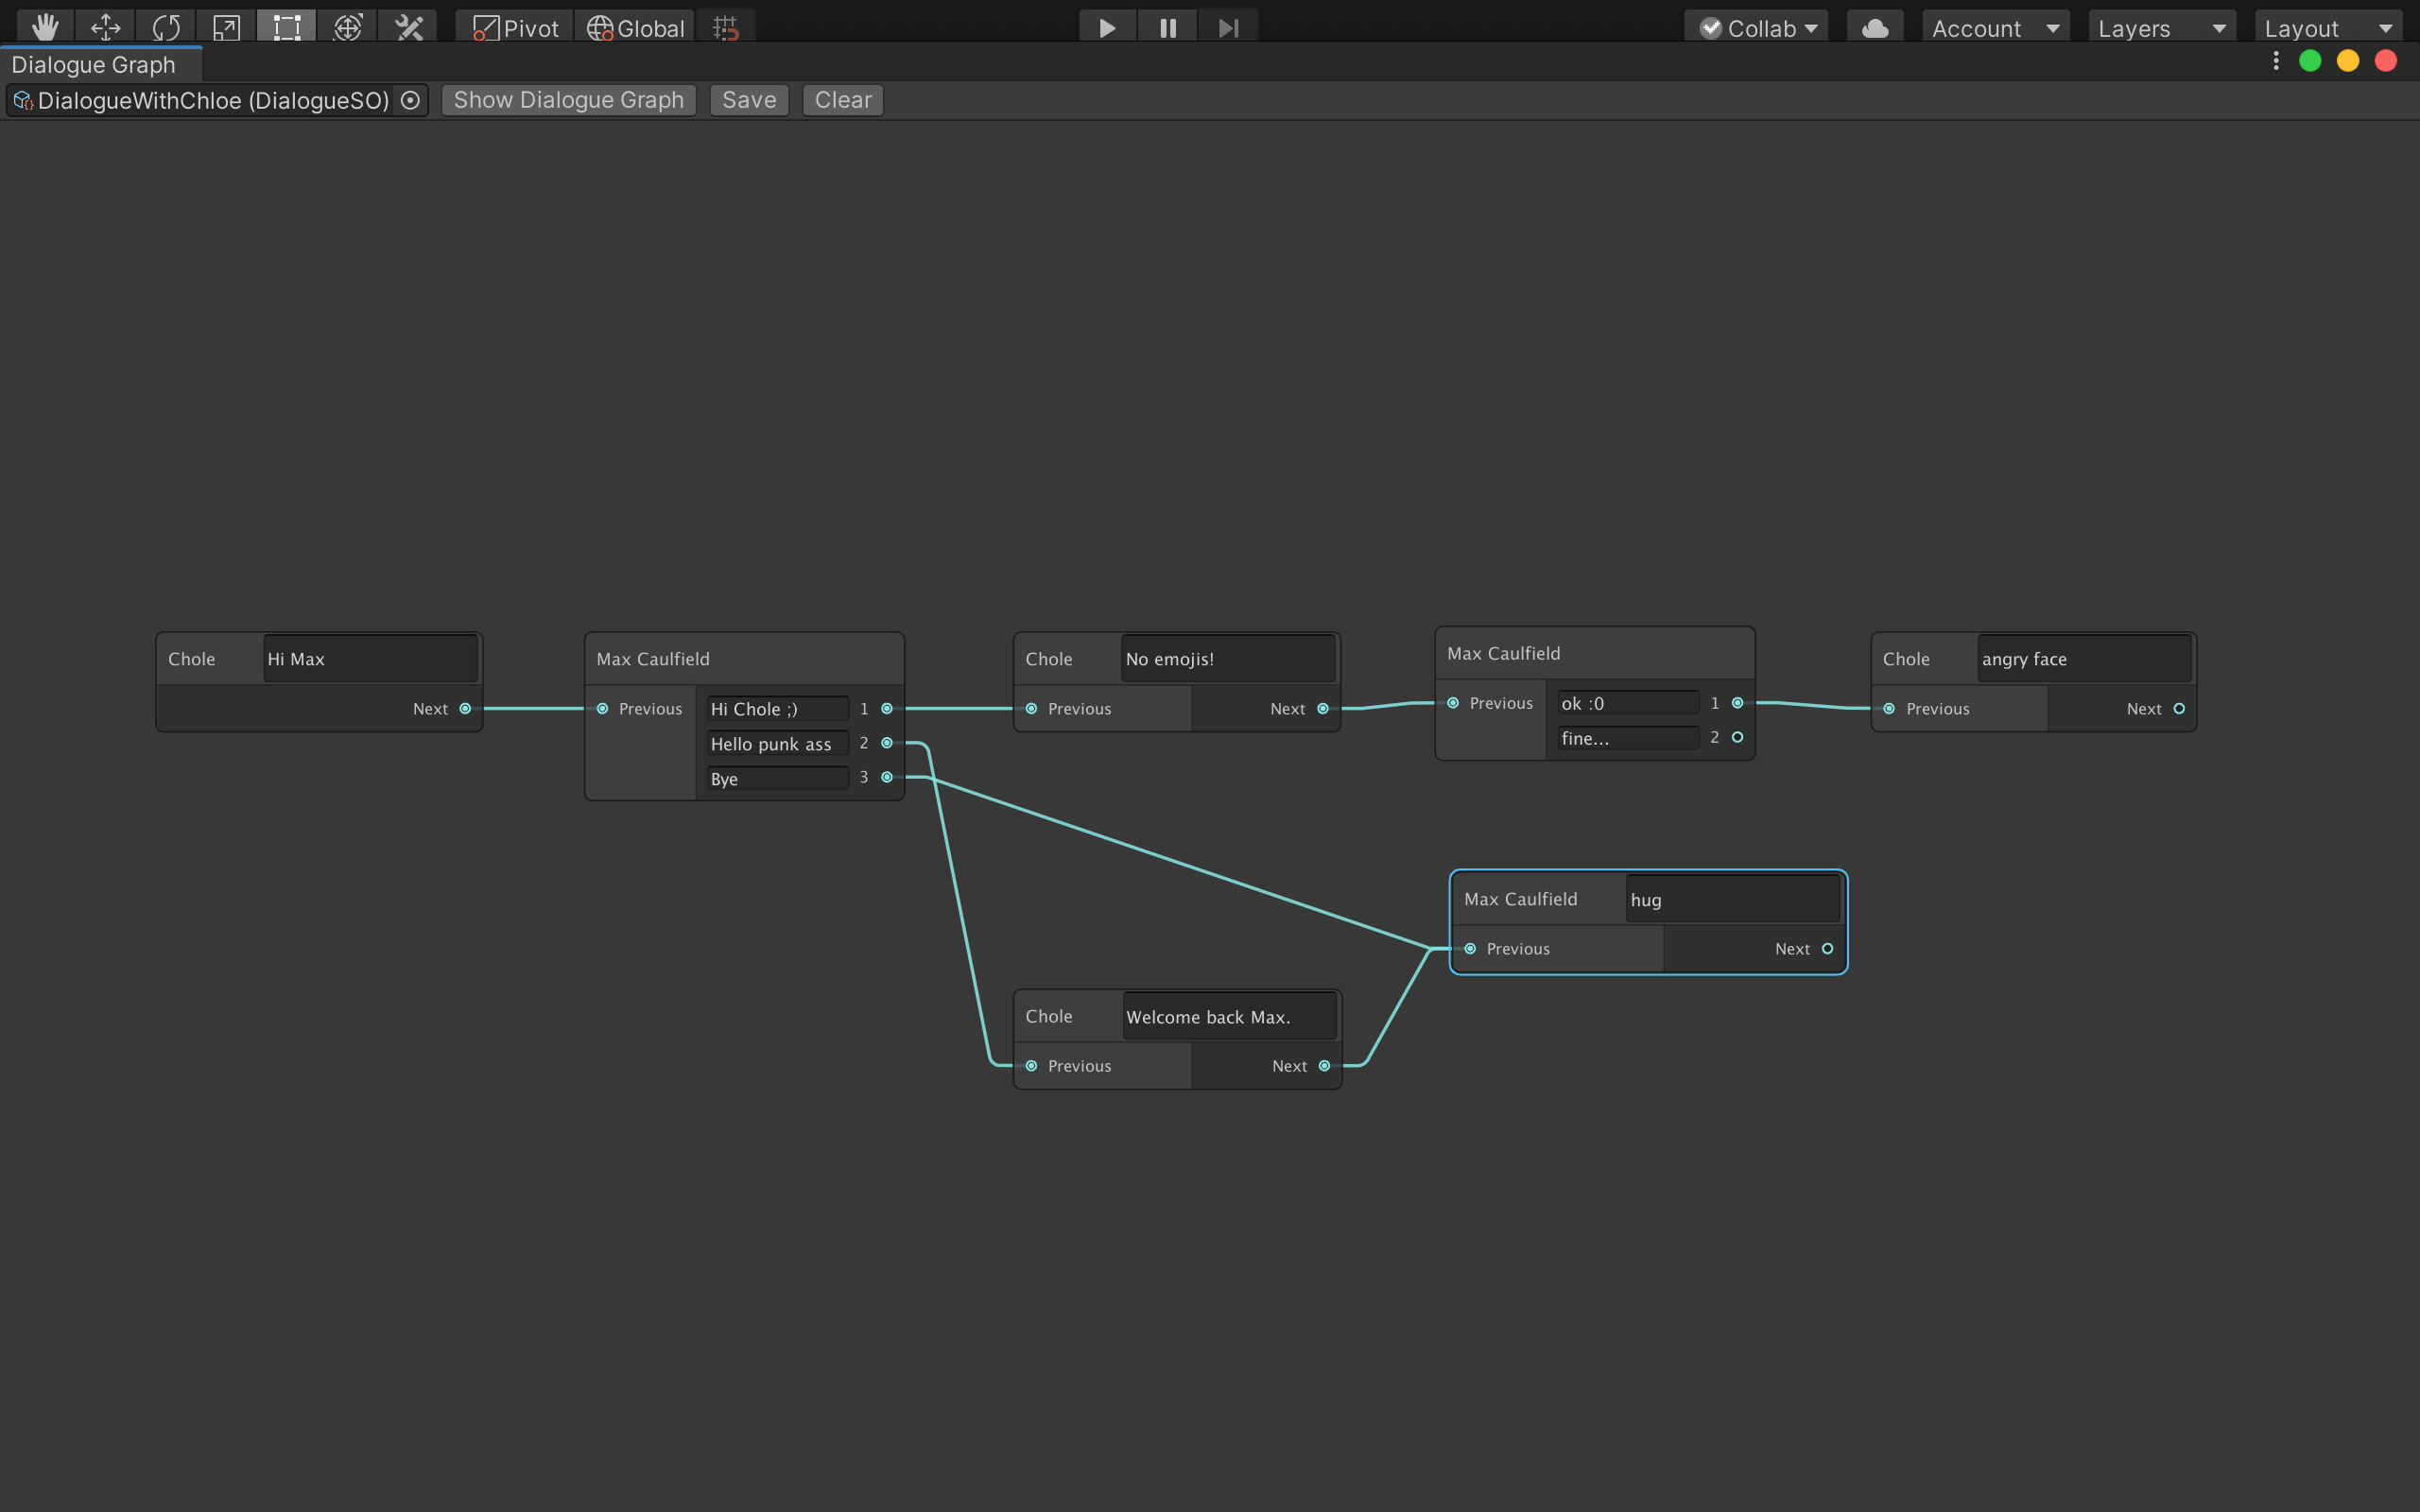 Pivot Global Collab Account Layers Layout
Dialogue Graph
DialogueWithChloe (DialogueSO) Show Dialogue Graph Save Clear
Chole Hi Max
Next
Max Caulfield
Previous Hi Chole ;) 1
Hello punk ass 2
Bye 3
Chole No emojis!
Previous Next
Max Caulfield
Previous ok :0 1
fine... 2
Chole angry face
Previous Next
Max Caulfield hug
Previous Next
Chole Welcome back Max.
Previous Next